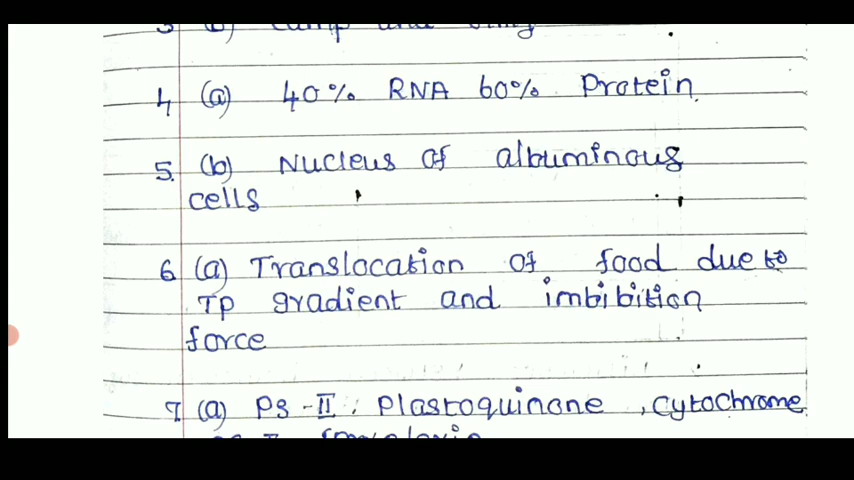 4 (a) 40% RNA 60% Protein.
5. (b) Nucleus of albuminous
cells
6 (a) Translocation of food due to
TP gradient and imbibition
force
7 (a) PS-II, Plastoquinone, cytochrome